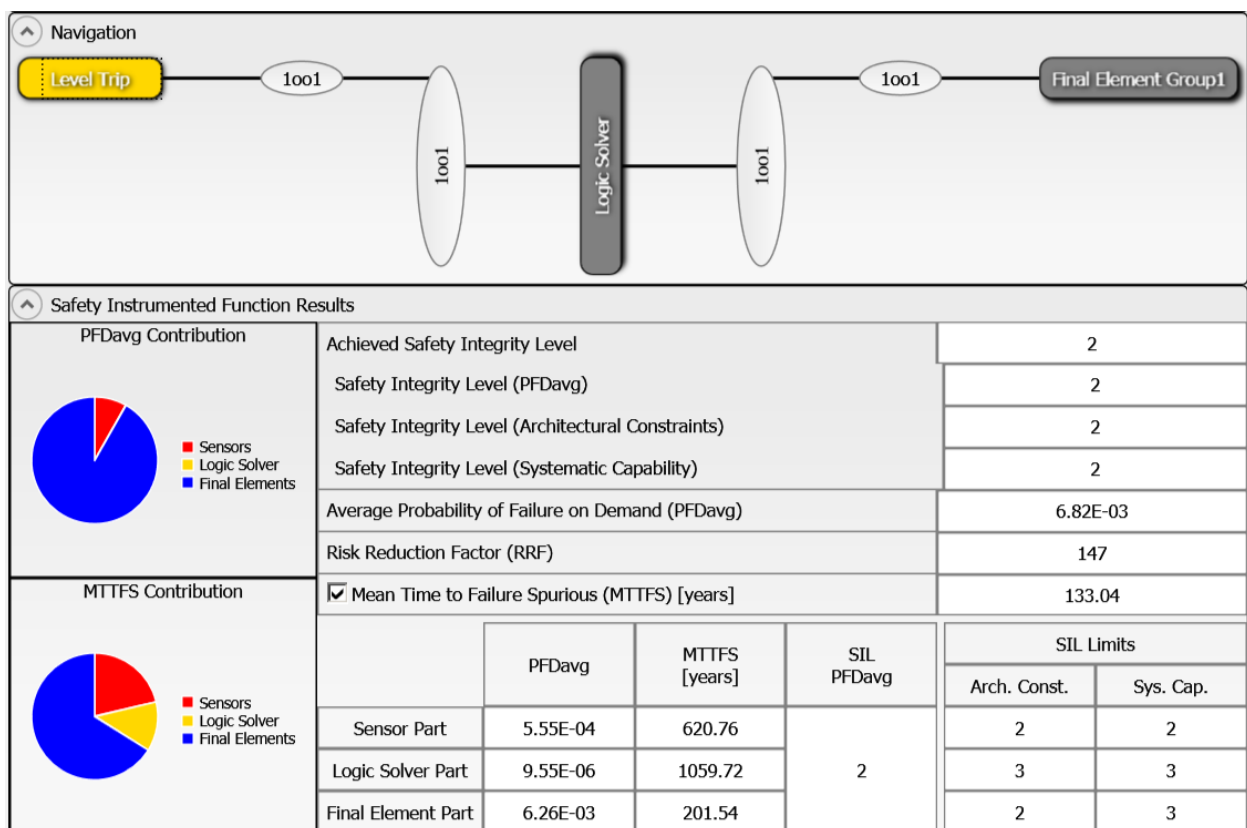 Navigation
Level Trip
1oo1
1oo1
Logic Solver
1oo1
1oo1
Final Element Group1
Safety Instrumented Function Results
PFDavg Contribution
Sensors
Logic Solver
Final Elements
MTTFS Contribution
Sensors
Logic Solver
Final Elements
Achieved Safety Integrity Level 2
Safety Integrity Level (PFDavg) 2
Safety Integrity Level (Architectural Constraints) 2
Safety Integrity Level (Systematic Capability) 2
Average Probability of Failure on Demand (PFDavg) 6.82E-03
Risk Reduction Factor (RRF) 147
Mean Time to Failure Spurious (MTTFS) [years] 133.04
PFDavg
MTTFS
[years]
SIL
PFDavg
SIL Limits
Arch. Const. Sys. Cap.
Sensor Part 5.55E-04 620.76 2 2
Logic Solver Part 9.55E-06 1059.72 2 3 3
Final Element Part 6.26E-03 201.54 2 3